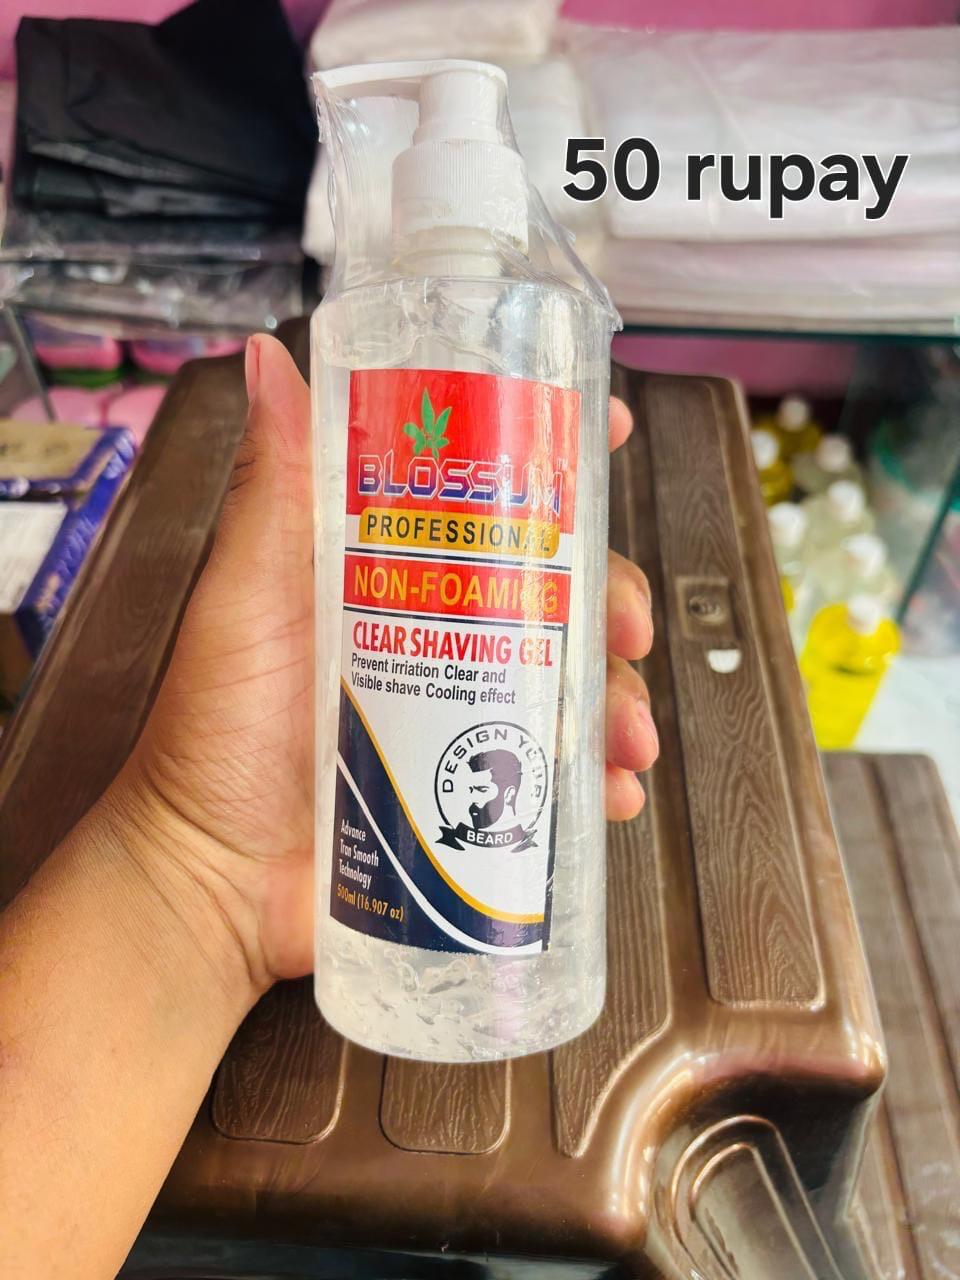 50 rupay
BLOSSUM TM
PROFESSIONAL
NON-FOAMING
CLEAR SHAVING GEL
Prevent irriation Clear and
Visible shave Cooling effect
DESIGN YOUR
BEARD
Advance
Tran Smooth
Technology
500ml (16.907 oz)